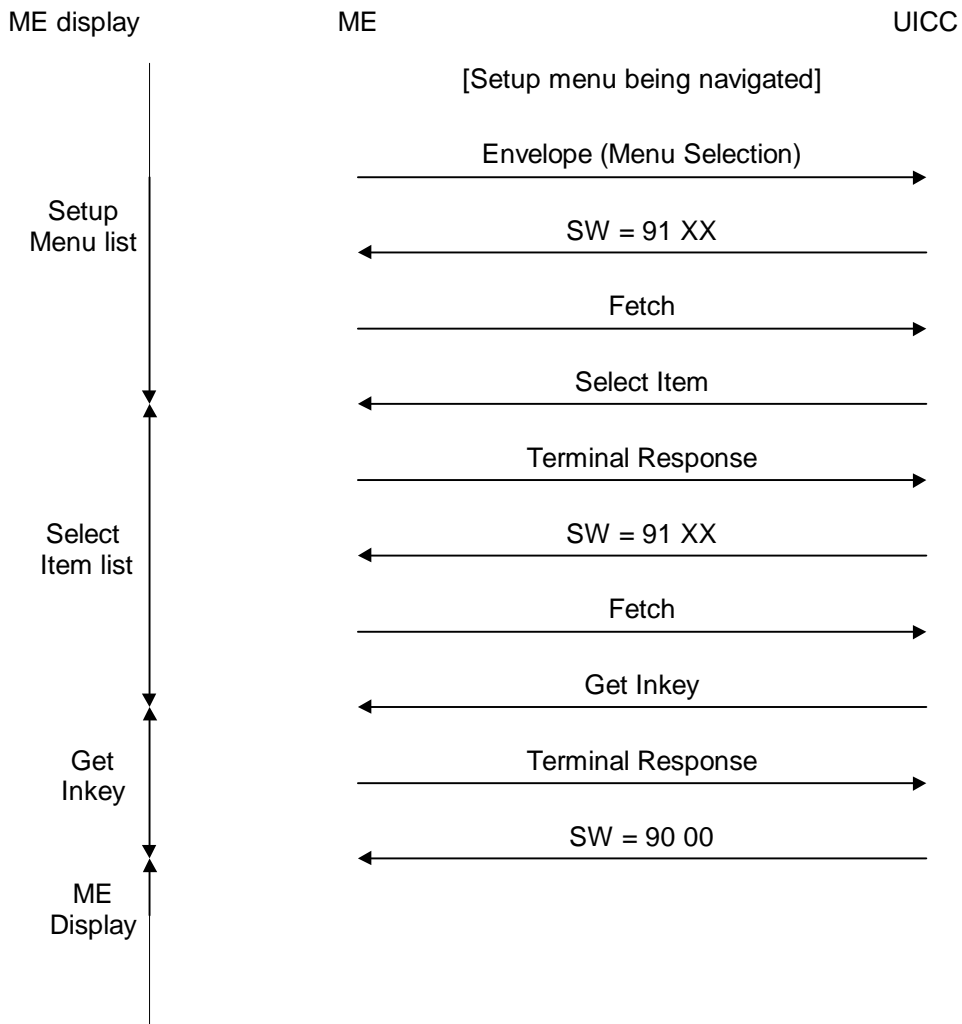 ME display ME UICC
[Setup menu being navigated]
Envelope (Menu Selection)
Setup
Menu list
SW = 91 XX
Fetch
Select Item
Terminal Response
Select
Item list
SW = 91 XX
Fetch
Get Inkey
Get
Inkey
Terminal Response
SW = 90 00
ME
Display